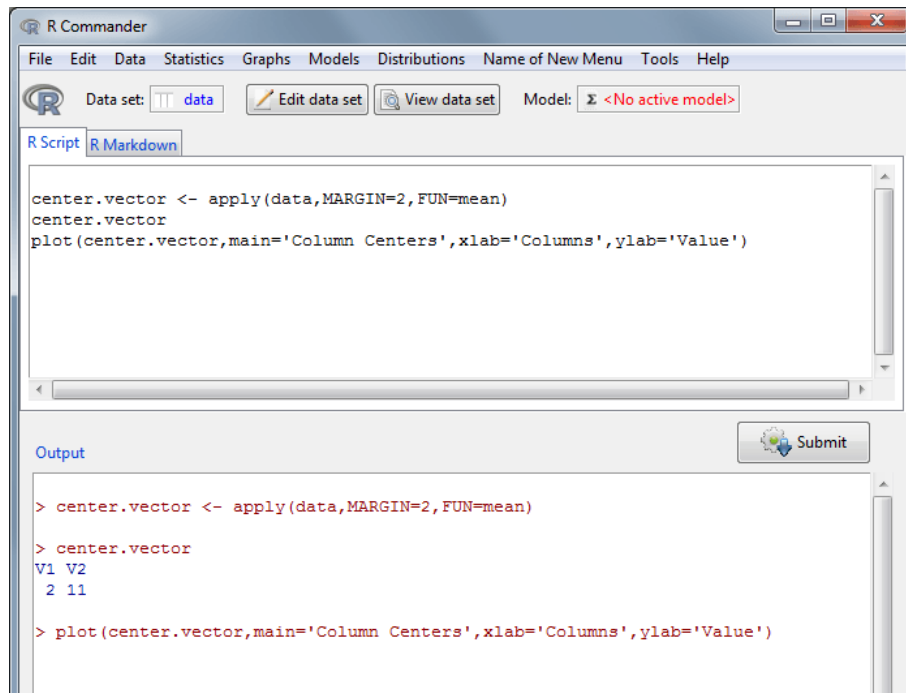 R Commander
File Edit Data Statistics Graphs Models Distributions Name of New Menu Tools Help
R Data set: data Edit data set View data set Model: Σ <No active model>
R Script R Markdown
center.vector <- apply(data,MARGIN=2,FUN=mean)
center.vector
plot(center.vector,main='Column Centers',xlab='Columns',ylab='Value')
Submit
Output
> center.vector <- apply(data,MARGIN=2,FUN=mean)
> center.vector
V1 V2
 2 11
> plot(center.vector,main='Column Centers',xlab='Columns',ylab='Value')